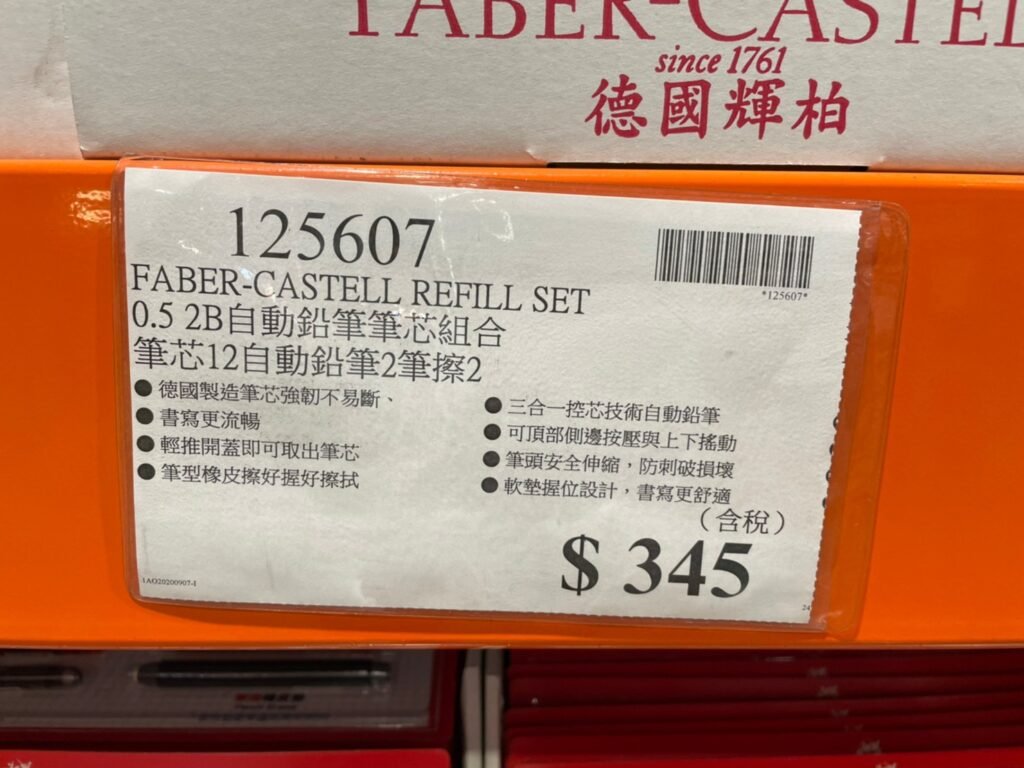 FABER-CASTELL
since 1761
德國輝柏
125607
*125607*
FABER-CASTELL REFILL SET
0.5 2B自動鉛筆筆芯組合
筆芯12自動鉛筆2筆擦2
● 德國製造筆芯強韌不易斷、
● 書寫更流暢
● 輕推開蓋即可取出筆芯
● 筆型橡皮擦好握好擦拭
● 三合一控芯技術自動鉛筆
● 可頂部側邊按壓與上下搖動
● 筆頭安全伸縮，防刺破損壞
● 軟墊握位設計，書寫更舒適
（含稅）
$ 345
1AO20200907-1
24